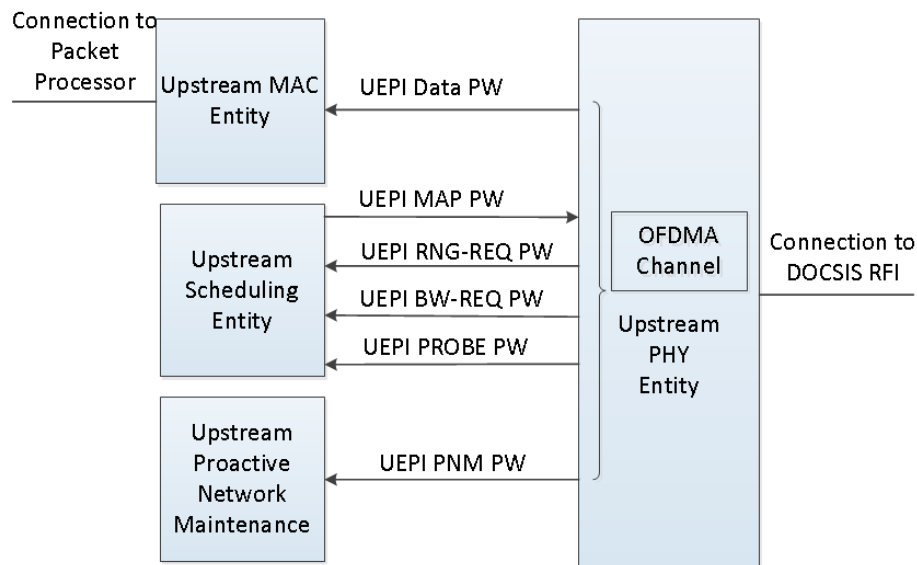 Connection to
Packet
Processor
Upstream MAC
Entity
UEPI Data PW
UEPI MAP PW
UEPI RNG-REQ PW
UEPI BW-REQ PW
UEPI PROBE PW
Upstream
Scheduling
Entity
OFDMA
Channel
Upstream
PHY
Entity
Connection to
DOCSIS RFI
Upstream
Proactive
Network
Maintenance
UEPI PNM PW